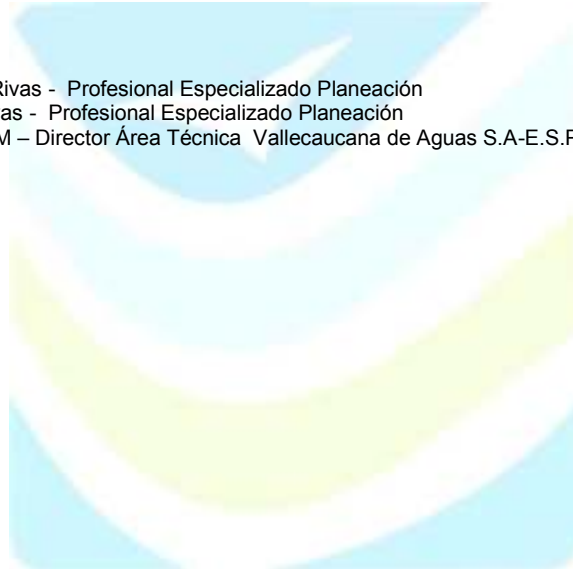 Rivas - Profesional Especializado Planeación
as - Profesional Especializado Planeación
M – Director Área Técnica Vallecaucana de Aguas S.A-E.S.P